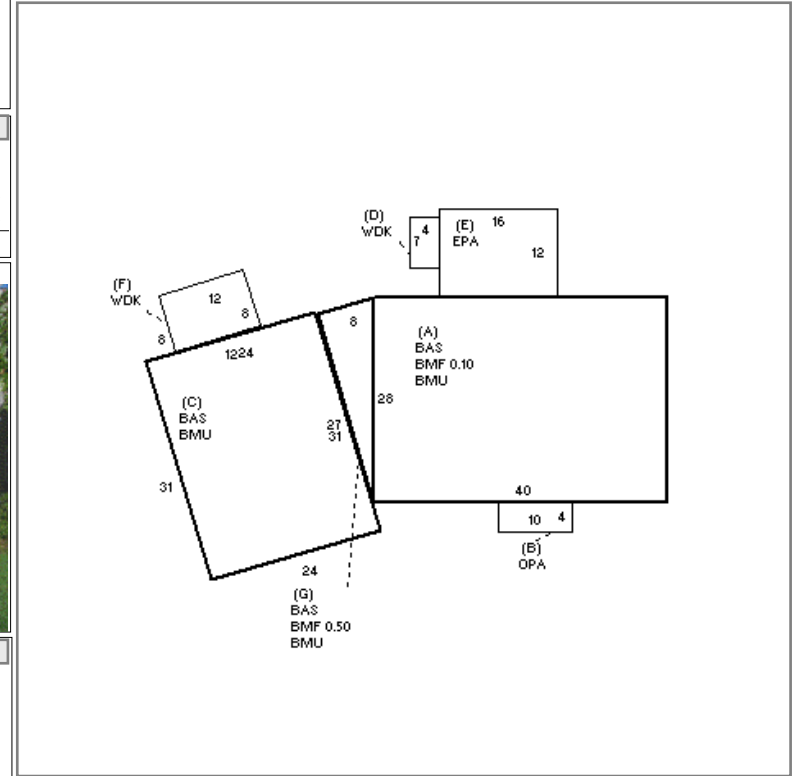 (D)
WDK
4
7
(E)
EPA
16
12
(F)
WDK
12
8
8
1224
8
(A)
BAS
BMF 0.10
BMU
28
(C)
BAS
BMU
27
31
31
40
10
4
(B)
OPA
24
(G)
BAS
BMF 0.50
BMU